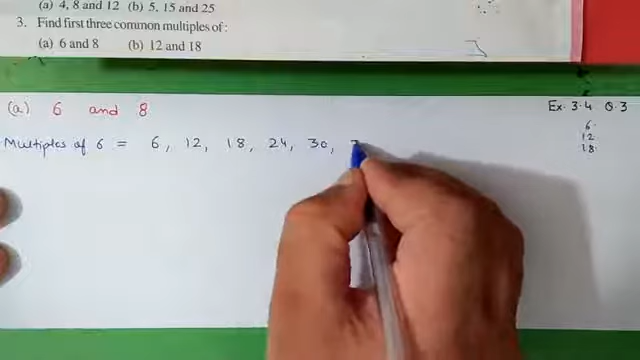 (a) 4, 8 and 12 (b) 5, 15 and 25
3. Find first three common multiples of :
(a) 6 and 8 (b) 12 and 18
(a) 6 and 8
Ex. 3.4 Q.3
6
12
18
Multiples of 6 = 6, 12, 18, 24, 30,